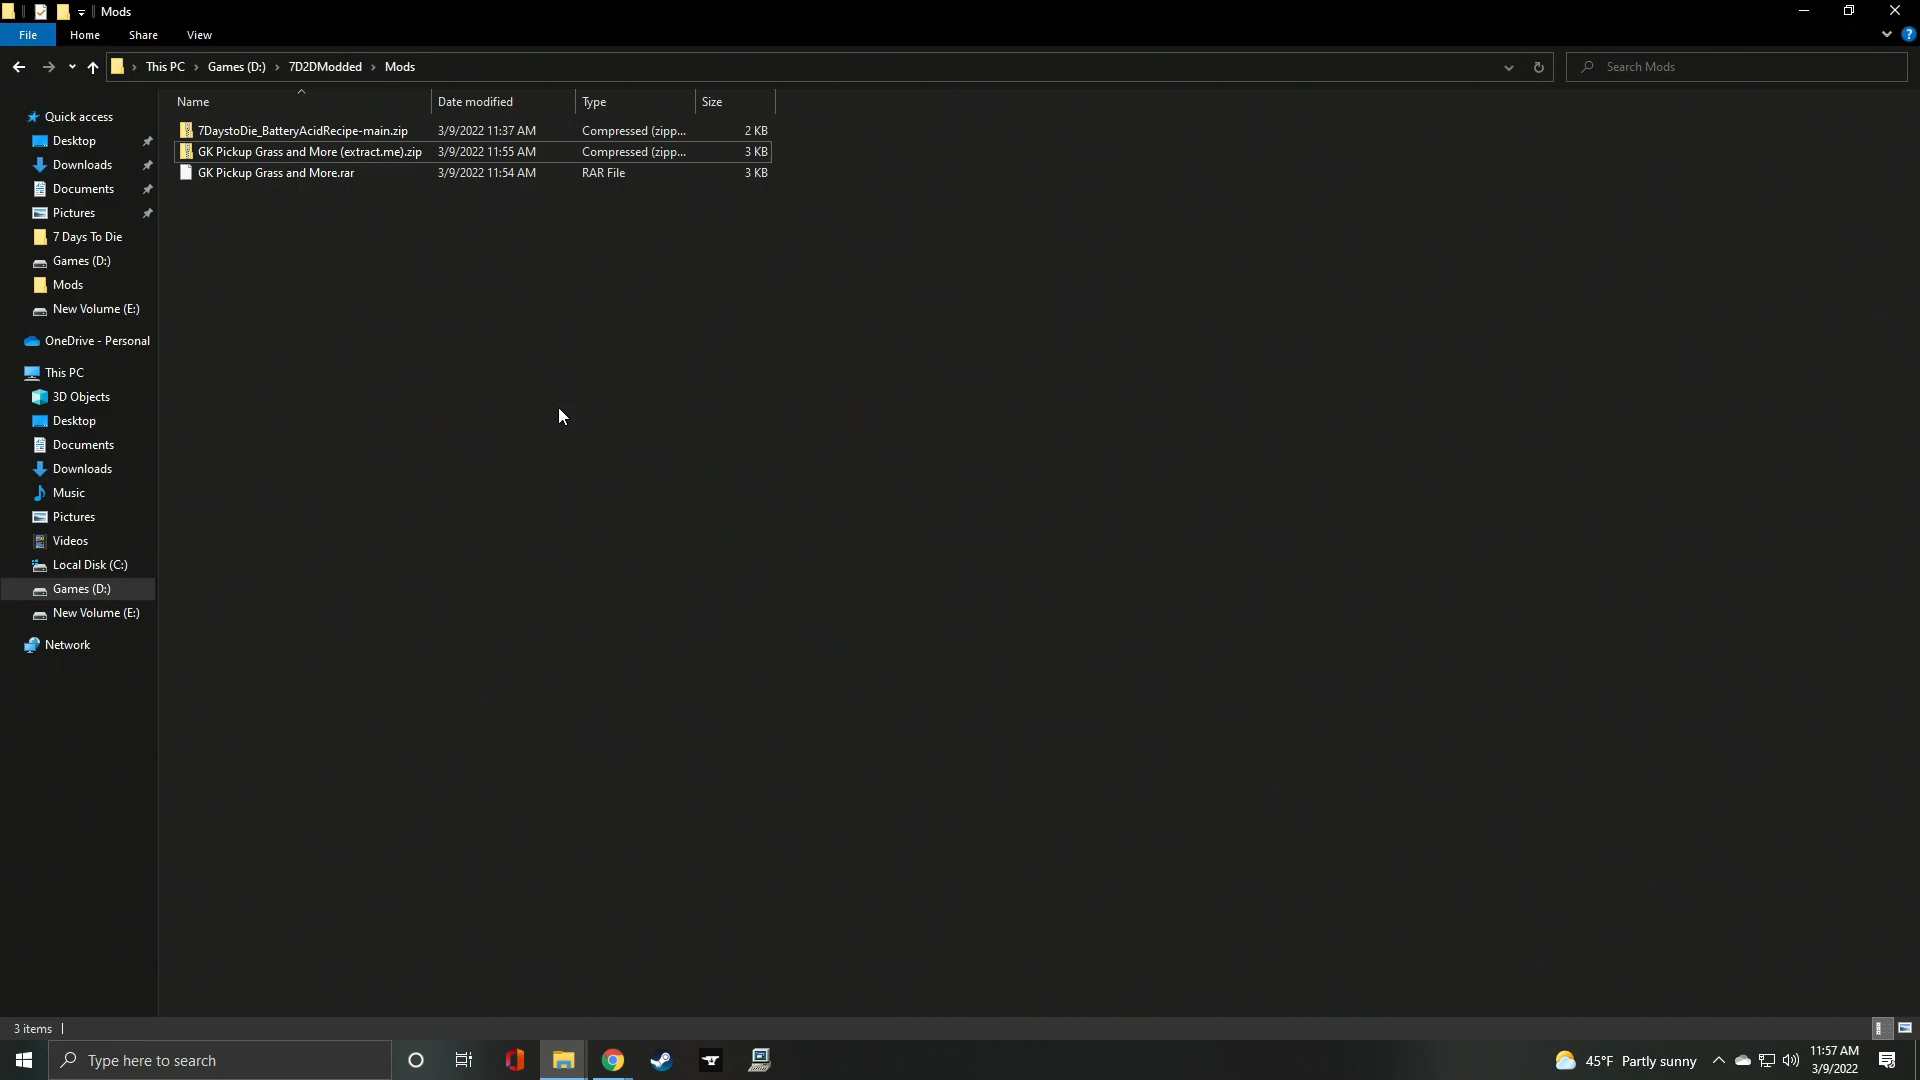 Mods
File Home Share View
This PC > Games (D:) > 7D2DModded > Mods
Search Mods
Name Date modified Type Size
7DaystoDie_BatteryAcidRecipe-main.zip 3/9/2022 11:37 AM Compressed (zipp... 2 KB
GK Pickup Grass and More (extract.me).zip 3/9/2022 11:55 AM Compressed (zipp... 3 KB
GK Pickup Grass and More.rar 3/9/2022 11:54 AM RAR File 3 KB
Quick access
Desktop
Downloads
Documents
Pictures
7 Days To Die
Games (D:)
Mods
New Volume (E:)
OneDrive - Personal
This PC
3D Objects
Desktop
Documents
Downloads
Music
Pictures
Videos
Local Disk (C:)
Games (D:)
New Volume (E:)
Network
3 items
Type here to search
45°F Partly sunny
11:57 AM
3/9/2022